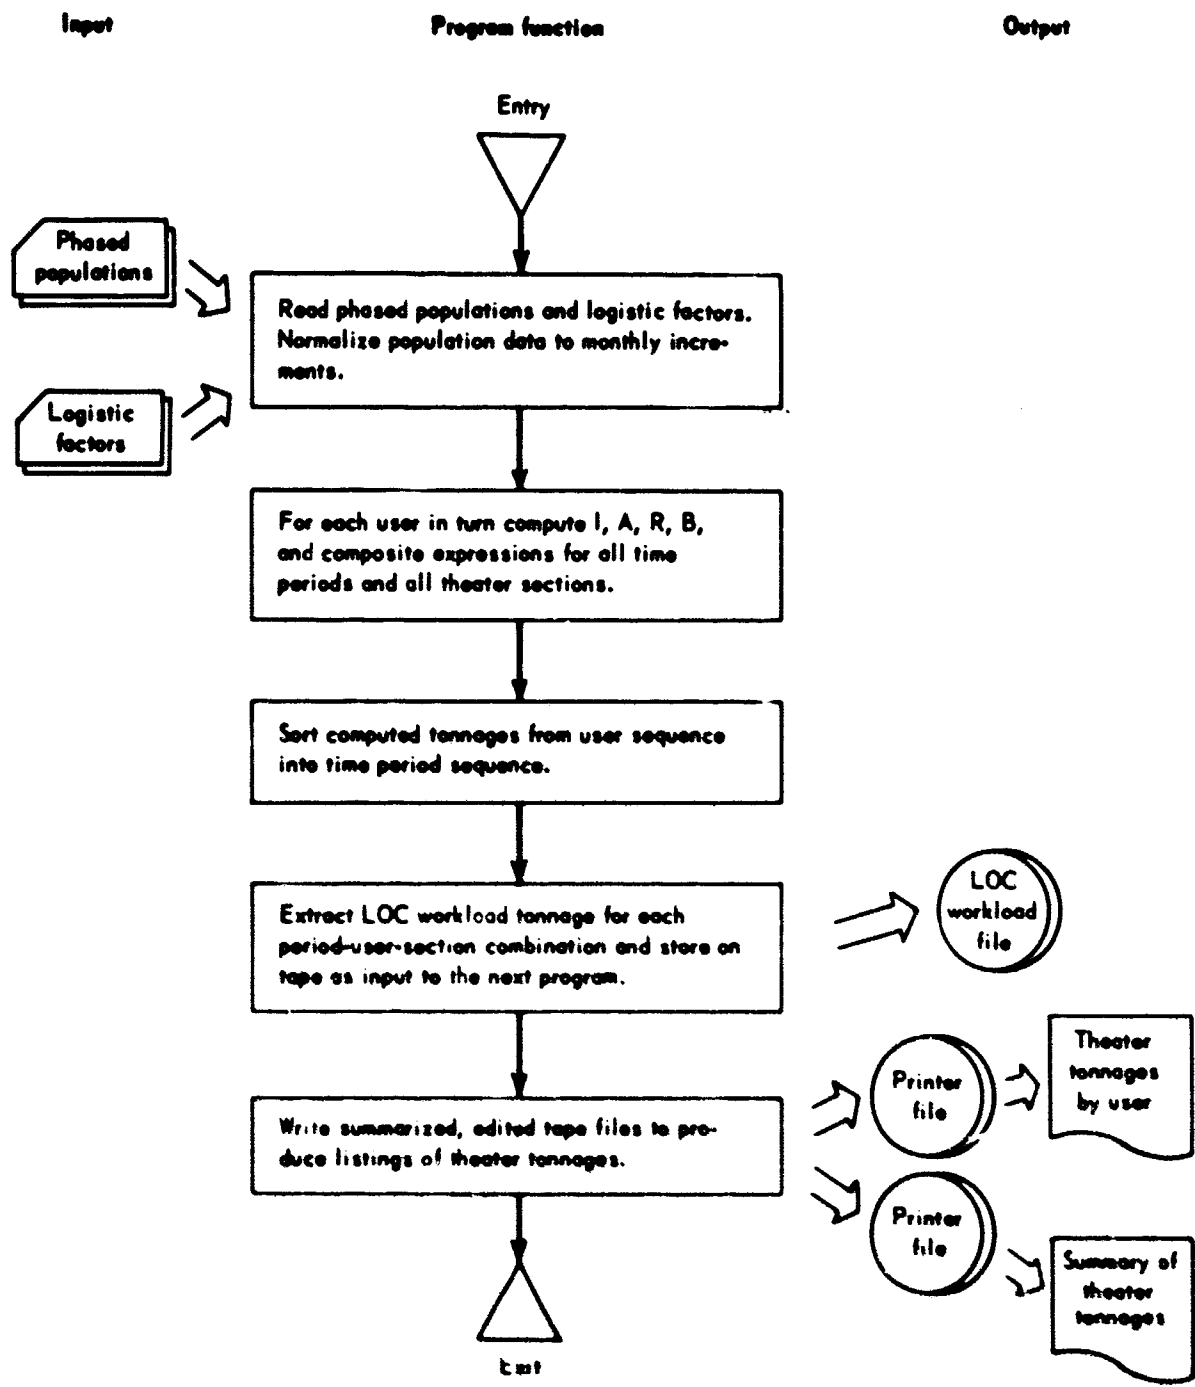 Input
Program function
Output
Entry
Phased
populations
Read phased populations and logistic factors.
Normalize population data to monthly incre-
ments.
Logistic
factors
For each user in turn compute I, A, R, B,
and composite expressions for all time
periods and all theater sections.
Sort computed tonnages from user sequence
into time period sequence.
Extract LOC workload tonnage for each
period-user-section combination and store on
tape as input to the next program.
LOC
workload
file
Write summarized, edited tape files to pro-
duce listings of theater tonnages.
Printer
file
Theater
tonnages
by user
Printer
file
Summary of
theater
tonnages
Exit